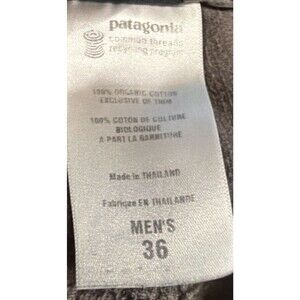 patagonia
common threads
recycling program
100% ORGANIC COTTON
EXCLUSIVE OF TRIM
100% COTON DE CULTURE
BIOLOGIQUE
A PART LA GARNITURE
Made in THAILAND
Fabriqué EN THAILANDE
MEN'S
36